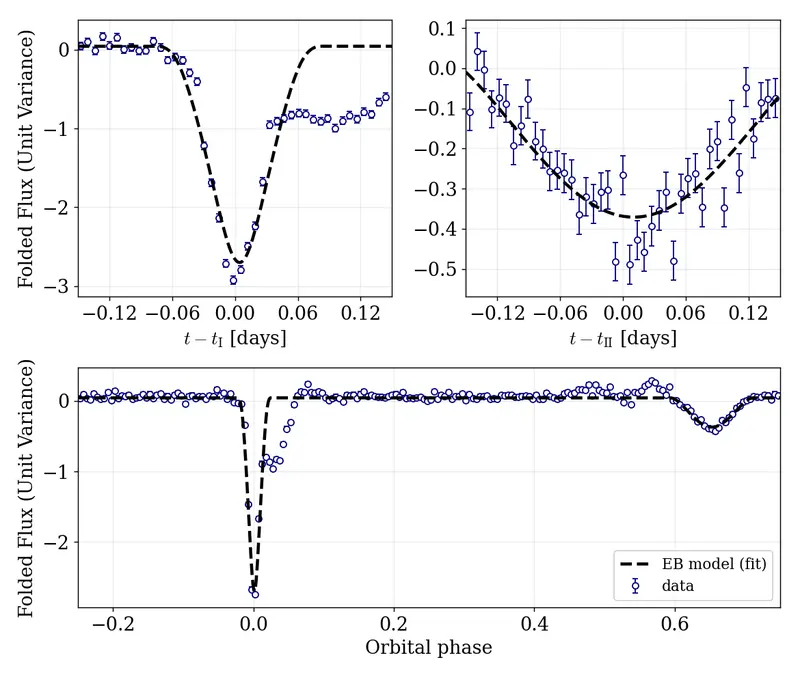 Folded Flux (Unit Variance)
0
−1
−2
−3
−0.12 −0.06 0.00 0.06 0.12
t − tI [days]
0.1
0.0
−0.1
−0.2
−0.3
−0.4
−0.5
−0.12 −0.06 0.00 0.06 0.12
t − tII [days]
Folded Flux (Unit Variance)
0
−1
−2
−0.2 0.0 0.2 0.4 0.6
Orbital phase
EB model (fit)
data